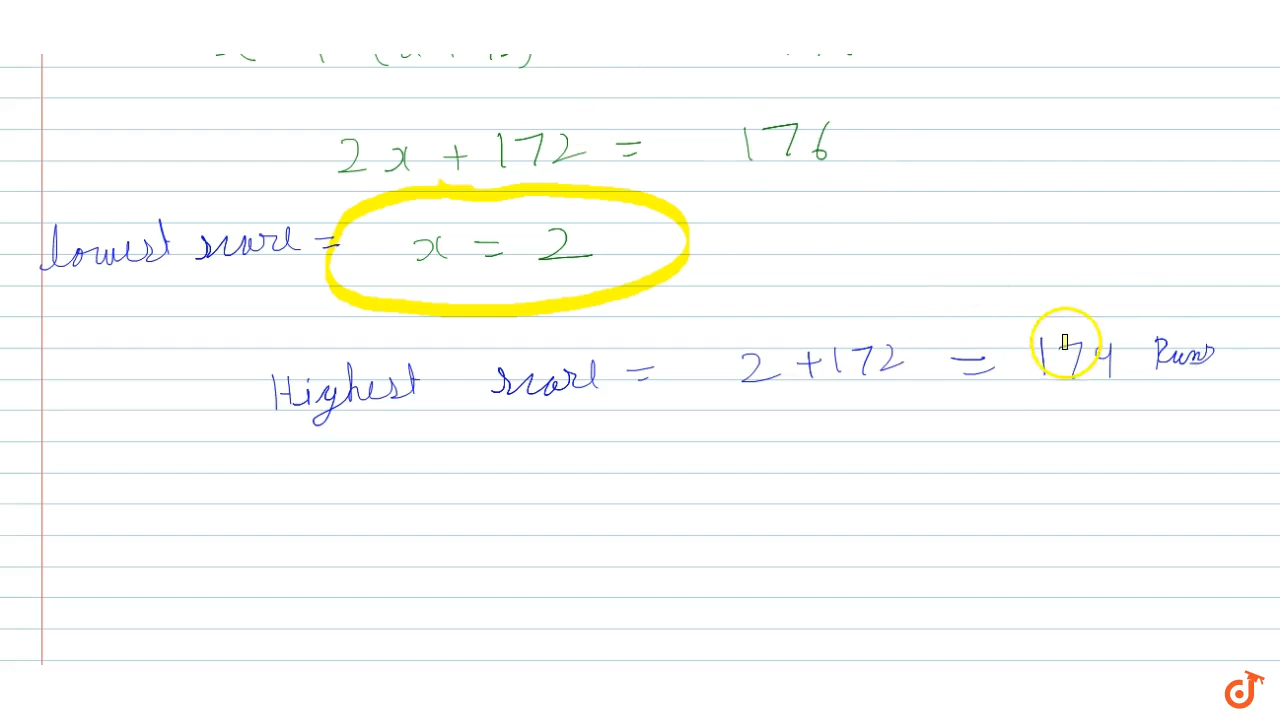 2x + 172 = 176
lowest score = x = 2
Highest score = 2 + 172 = 174 Runs